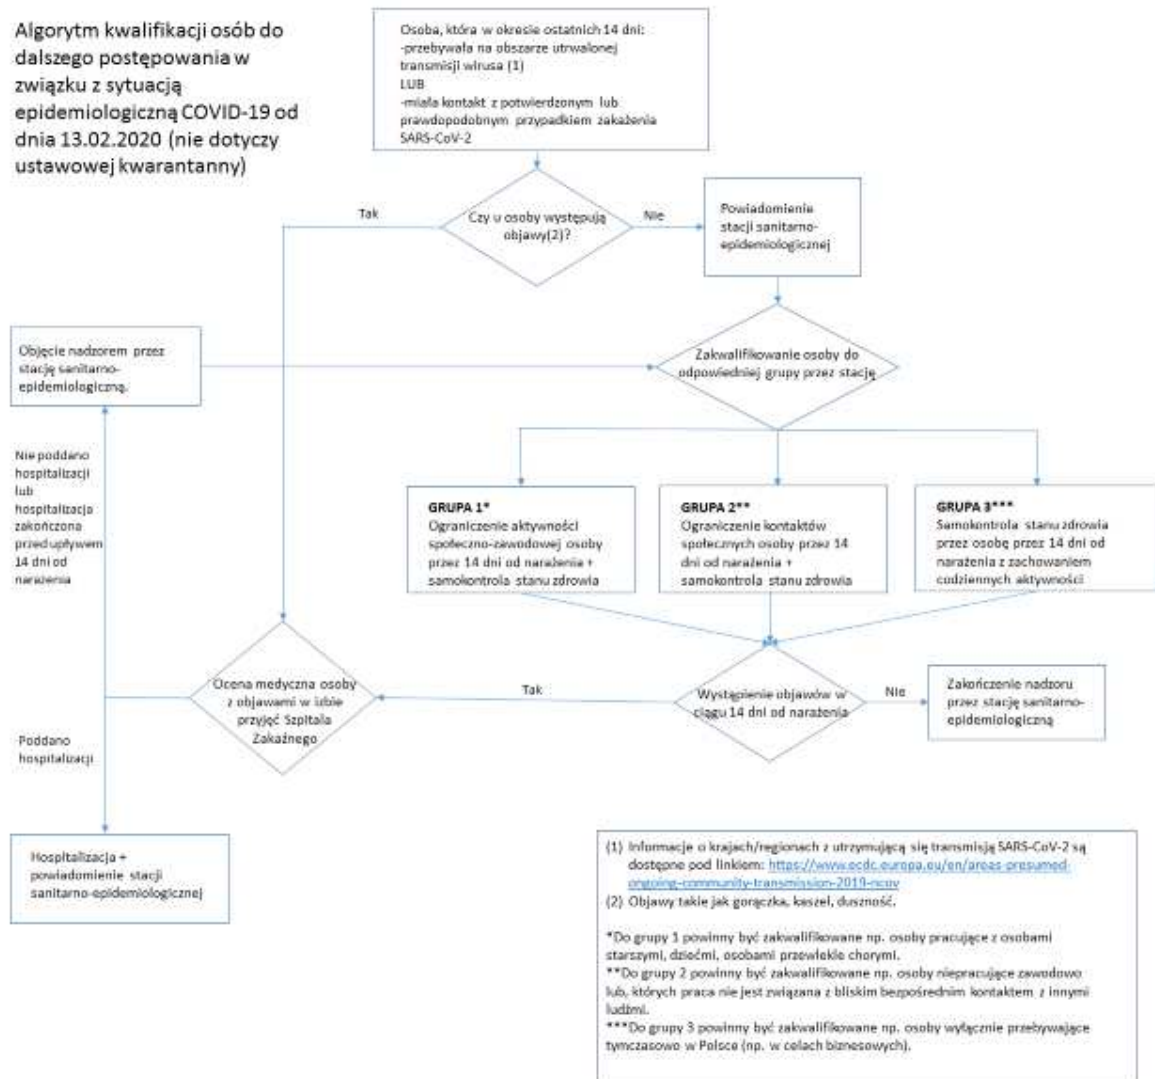 Algorytm kwalifikacji osób do
dalszego postępowania w
związku z sytuacją
epidemiologiczną COVID-19 od
dnia 13.02.2020 (nie dotyczy
ustawowej kwarantanny)
Osoba, która w okresie ostatnich 14 dni:
-przebywała na obszarze utrwalonej
transmisji wirusa (1)
LUB
-miała kontakt z potwierdzonym lub
prawdopodobnym przypadkiem zakażenia
SARS-CoV-2
Tak
Czy u osoby występują
objawy(2)?
Nie
Powiadomienie
stacji sanitarno-
epidemiologicznej
Objęcie nadzorem przez
stację sanitarno-
epidemiologiczną.
Zakwalifikowanie osoby do
odpowiedniej grupy przez stację
Nie poddano
hospitalizacji
lub
hospitalizacja
zakończona
przed upływem
14 dni od
narażenia
GRUPA 1*
Ograniczenie aktywności
społeczno-zawodowej osoby
przez 14 dni od narażenia +
samokontrola stanu zdrowia
GRUPA 2**
Ograniczenie kontaktów
społecznych osoby przez 14
dni od narażenia +
samokontrola stanu zdrowia
GRUPA 3***
Samokontrola stanu zdrowia
przez osobę przez 14 dni od
narażenia z zachowaniem
codziennych aktywności
Ocena medyczna osoby
z objawami w izbie
przyjęć Szpitala
Zakaźnego
Tak
Wystąpienie objawów w
ciągu 14 dni od narażenia
Nie
Zakończenie nadzoru
przez stację sanitarno-
epidemiologiczną
Poddano
hospitalizacji
Hospitalizacja +
powiadomienie stacji
sanitarno-epidemiologicznej
(1) Informacje o krajach/regionach z utrzymującą się transmisją SARS-CoV-2 są
dostępne pod linkiem: https://www.ecdc.europa.eu/en/areas-presumed-
ongoing-community-transmission-2019-ncov
(2) Objawy takie jak gorączka, kaszel, duszność.
*Do grupy 1 powinny być zakwalifikowane np. osoby pracujące z osobami
starszymi, dziećmi, osobami przewlekle chorymi.
**Do grupy 2 powinny być zakwalifikowane np. osoby niepracujące zawodowo
lub, których praca nie jest związana z bliskim bezpośrednim kontaktem z innymi
ludźmi.
***Do grupy 3 powinny być zakwalifikowane np. osoby wyłącznie przebywające
tymczasowo w Polsce (np. w celach biznesowych).